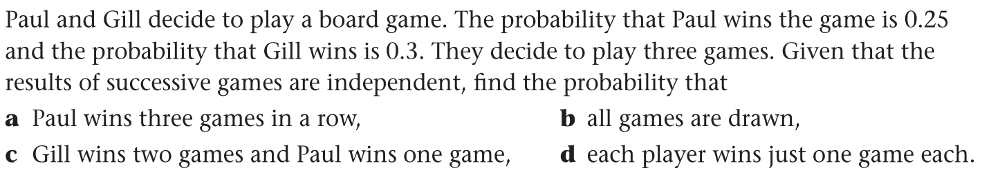 Paul and Gill decide to play a board game. The probability that Paul wins the game is 0.25
and the probability that Gill wins is 0.3. They decide to play three games. Given that the
results of successive games are independent, find the probability that
a Paul wins three games in a row, b all games are drawn,
c Gill wins two games and Paul wins one game, d each player wins just one game each.